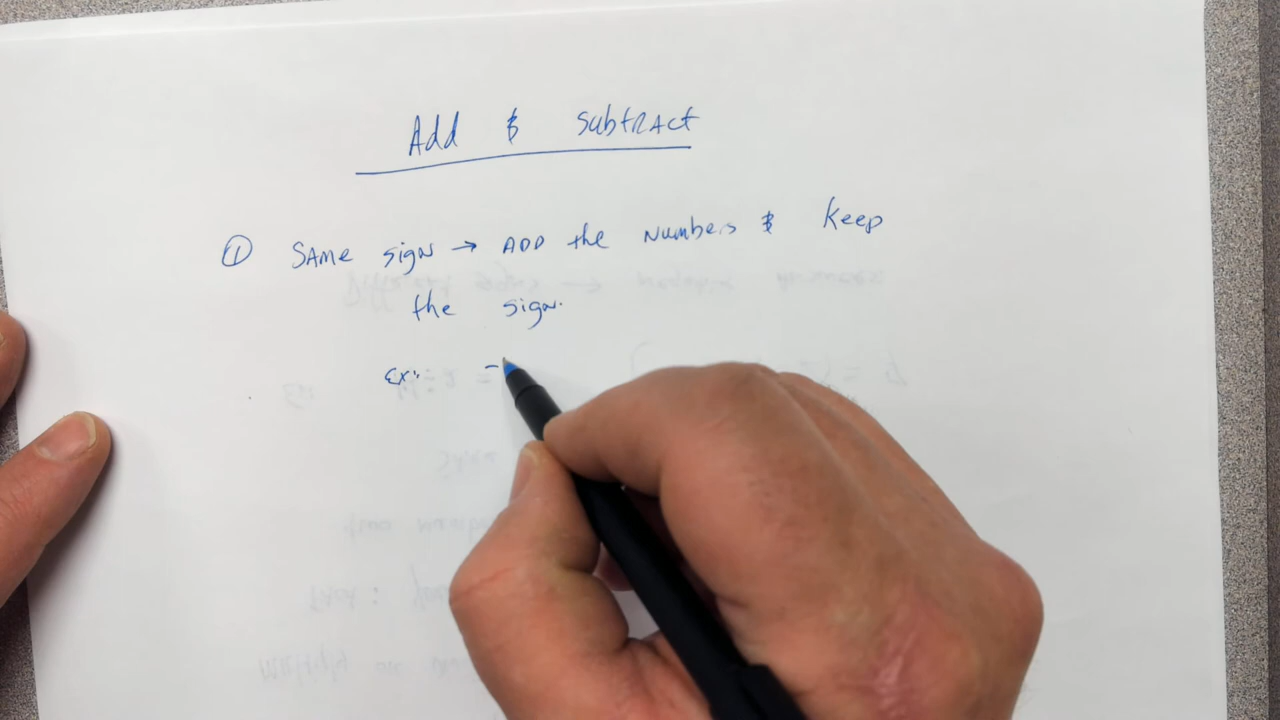 Add & Subtract
① Same sign → ADD the numbers & keep
the sign.
Ex: -